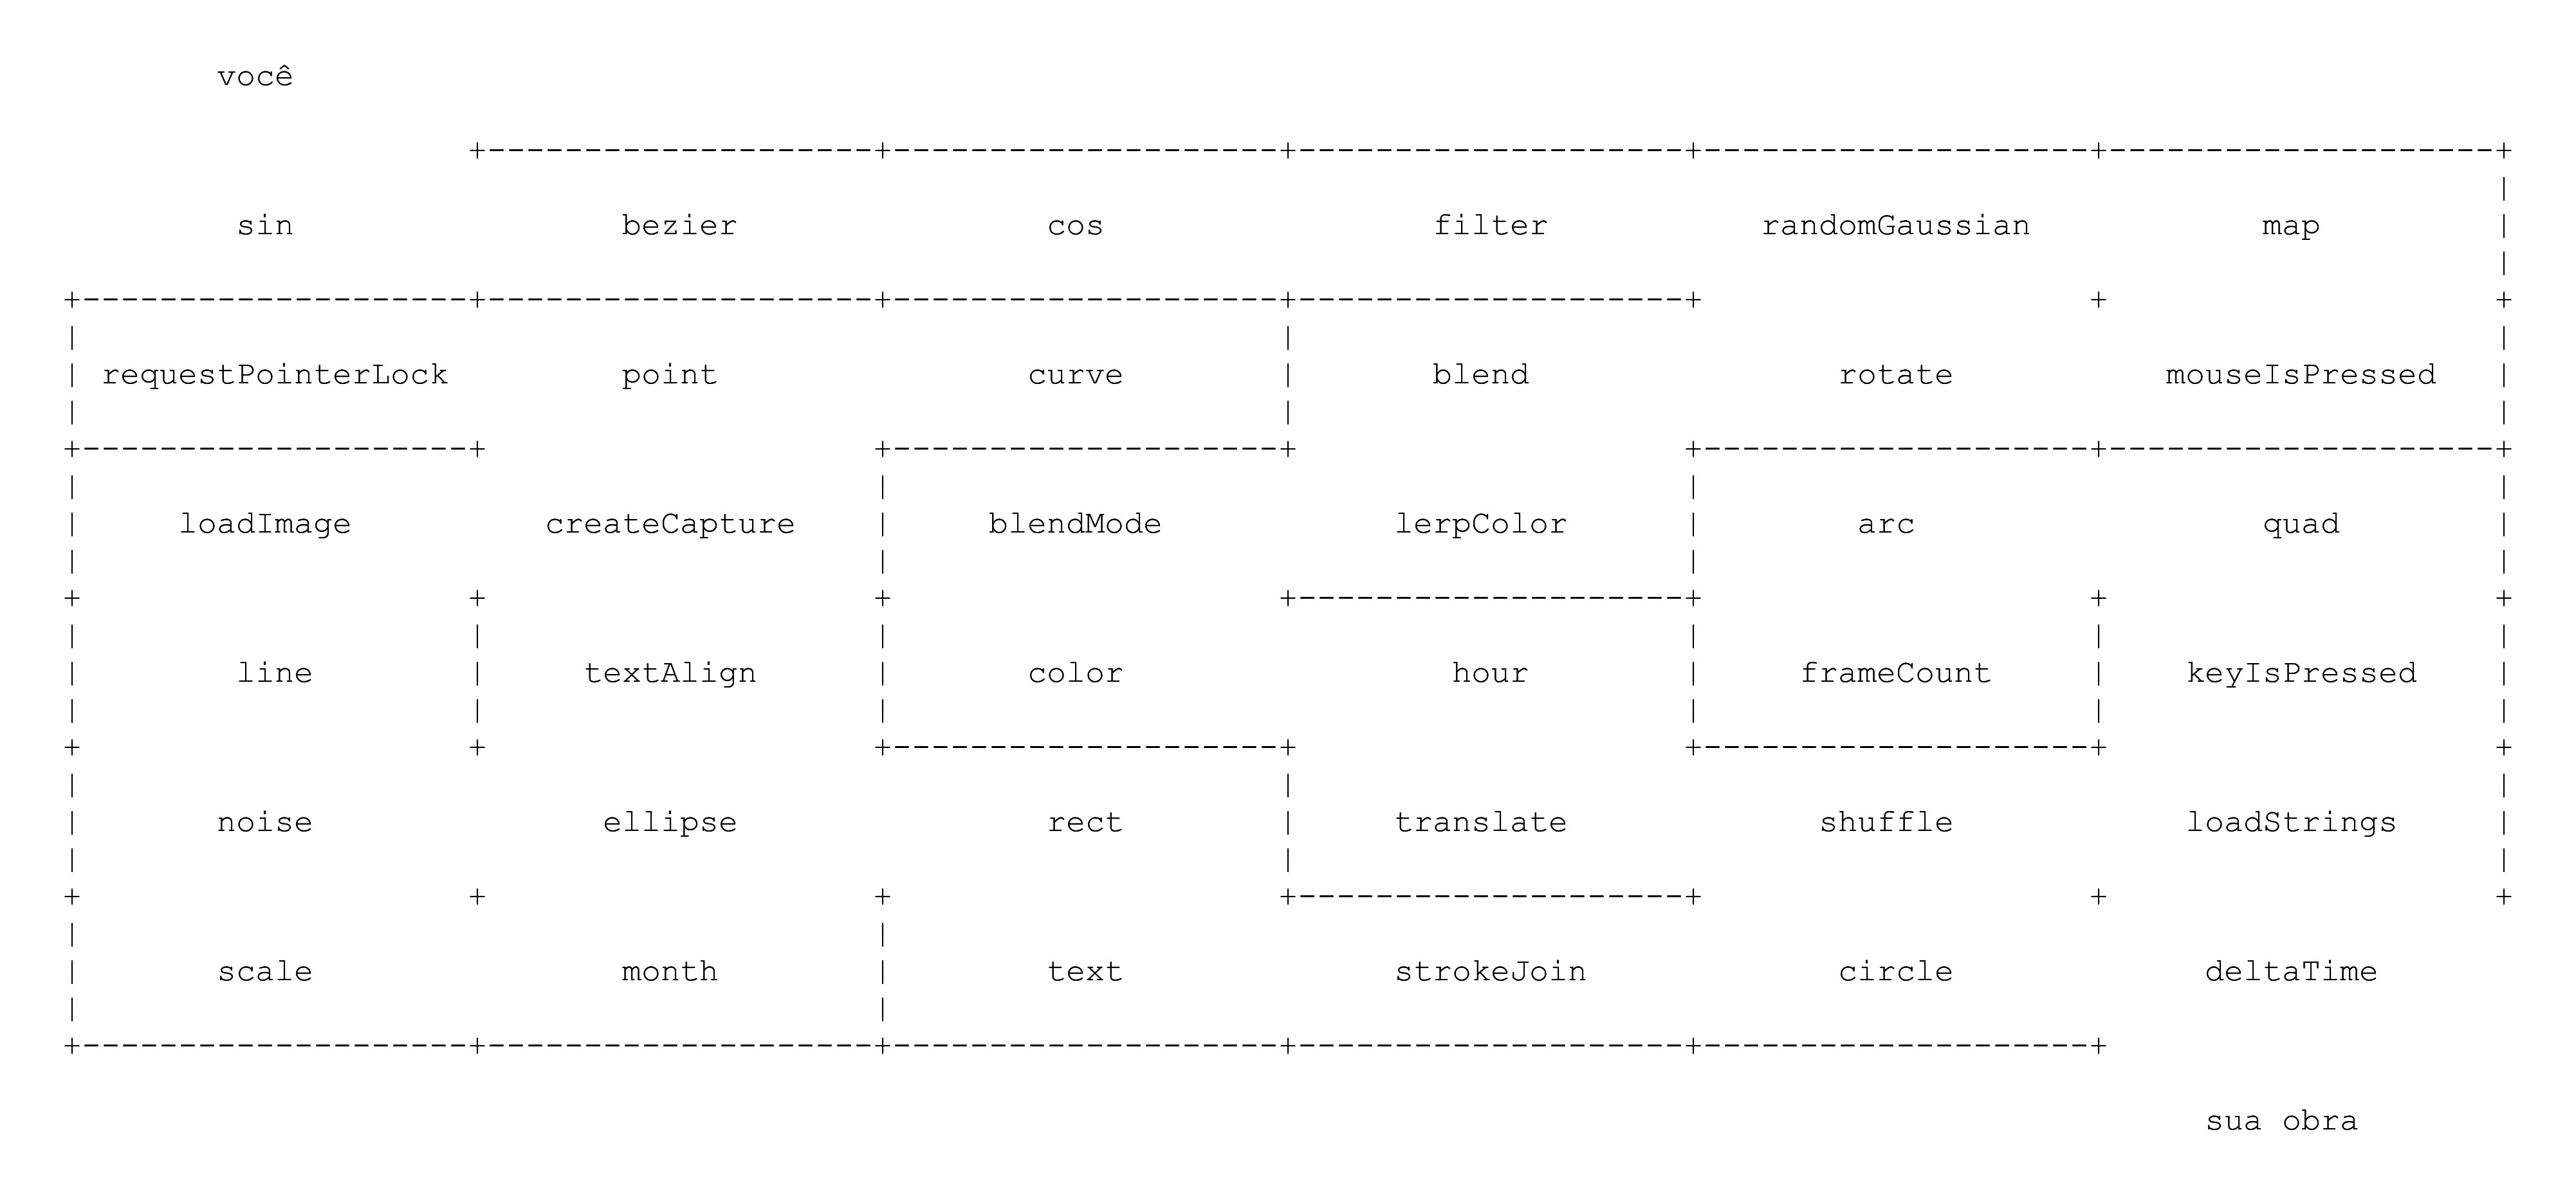 você
sin bezier cos filter randomGaussian map
requestPointerLock point curve blend rotate mouseIsPressed
loadImage createCapture blendMode lerpColor arc quad
line textAlign color hour frameCount keyIsPressed
noise ellipse rect translate shuffle loadStrings
scale month text strokeJoin circle deltaTime
sua obra